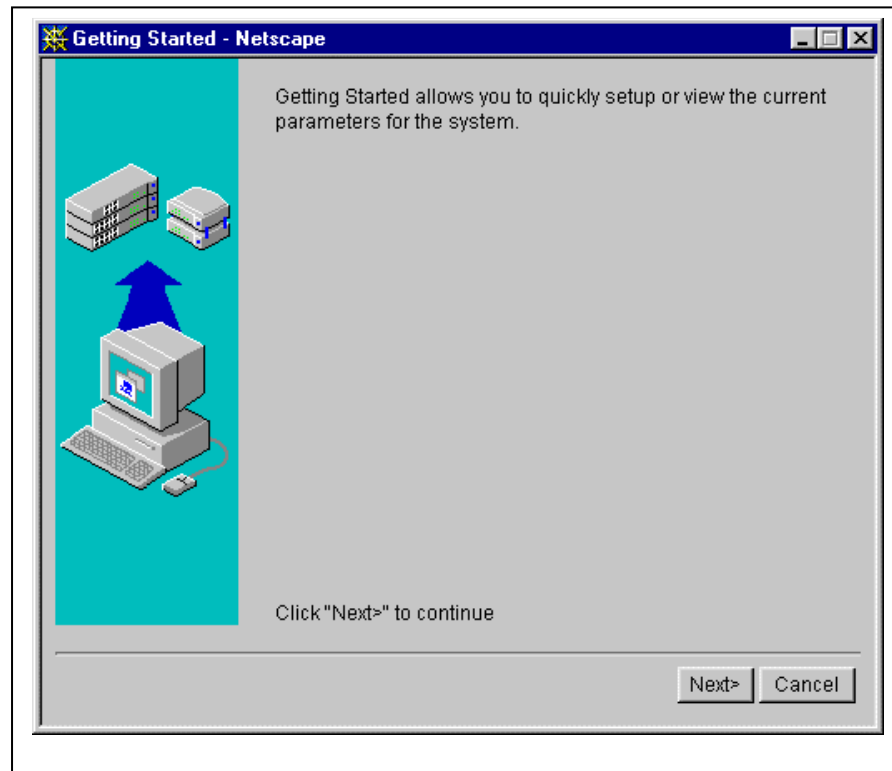 Getting Started - Netscape
Getting Started allows you to quickly setup or view the current
parameters for the system.
Click "Next>" to continue
Next>
Cancel